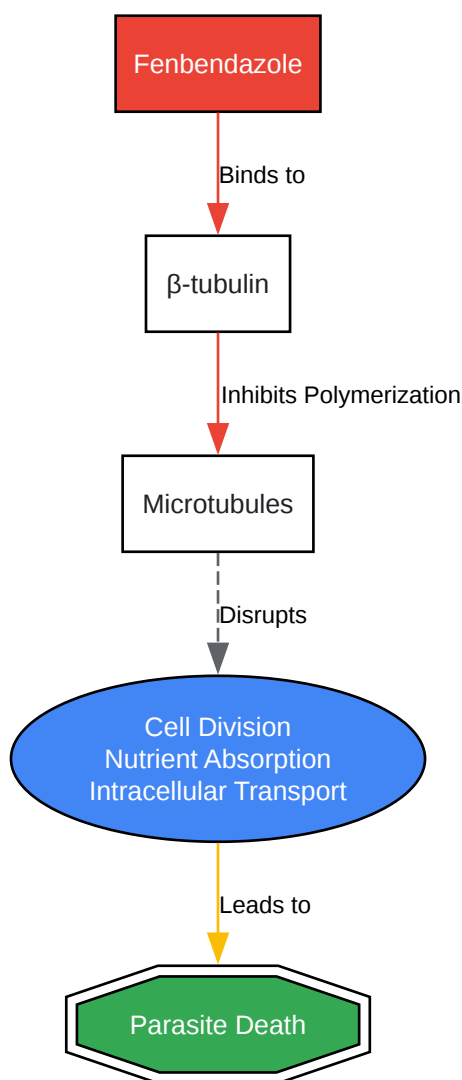 Fenbendazole
Binds to
β-tubulin
Inhibits Polymerization
Microtubules
Disrupts
Cell Division
Nutrient Absorption
Intracellular Transport
Leads to
Parasite Death